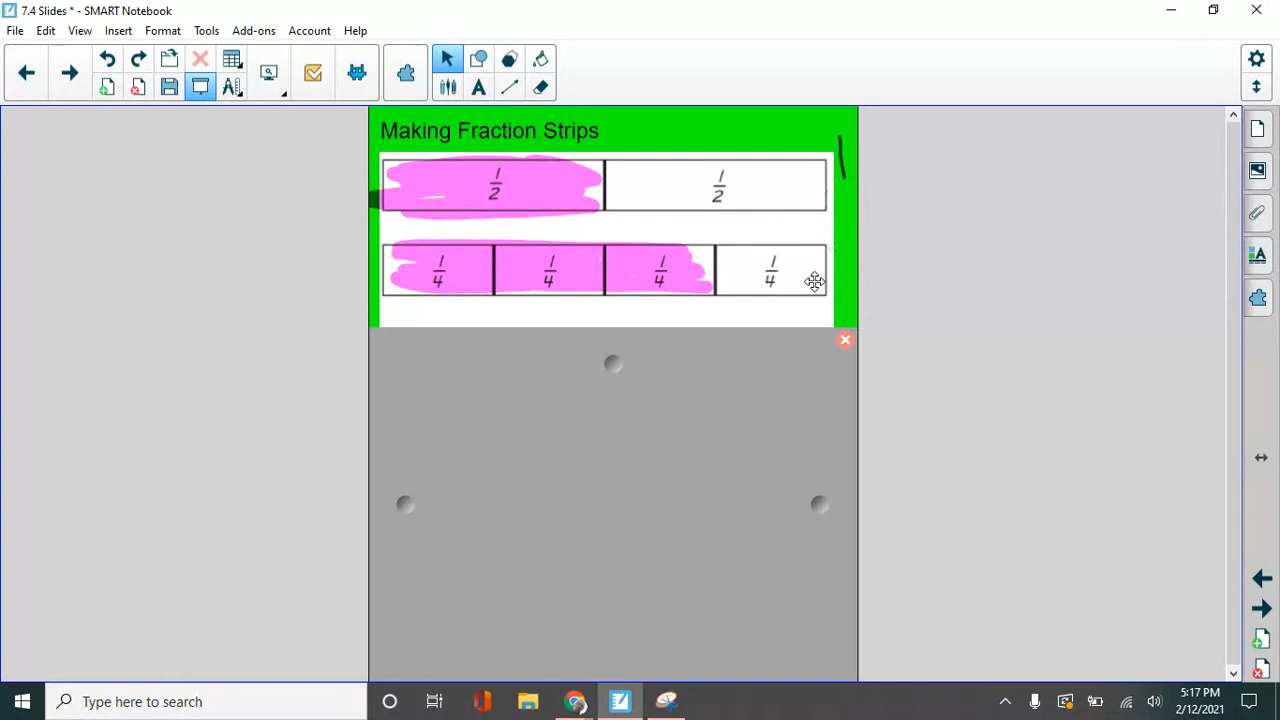 7.4 Slides * - SMART Notebook
File Edit View Insert Format Tools Add-ons Account Help
Making Fraction Strips
1/2 1/2
1/4 1/4 1/4 1/4
Type here to search
5:17 PM
2/12/2021